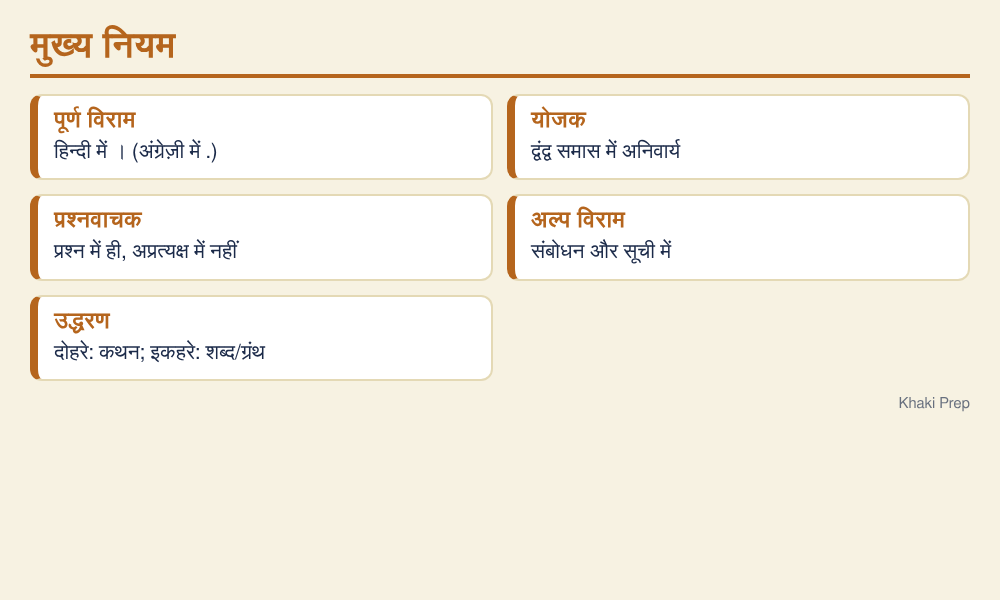 मुख्य नियम
पूर्ण विराम
हिन्दी में । (अंग्रेज़ी में .)
योजक
द्वंद्व समास में अनिवार्य
प्रश्नवाचक
प्रश्न में ही, अप्रत्यक्ष में नहीं
अल्प विराम
संबोधन और सूची में
उद्धरण
दोहरे: कथन; इकहरे: शब्द/ग्रंथ
Khaki Prep